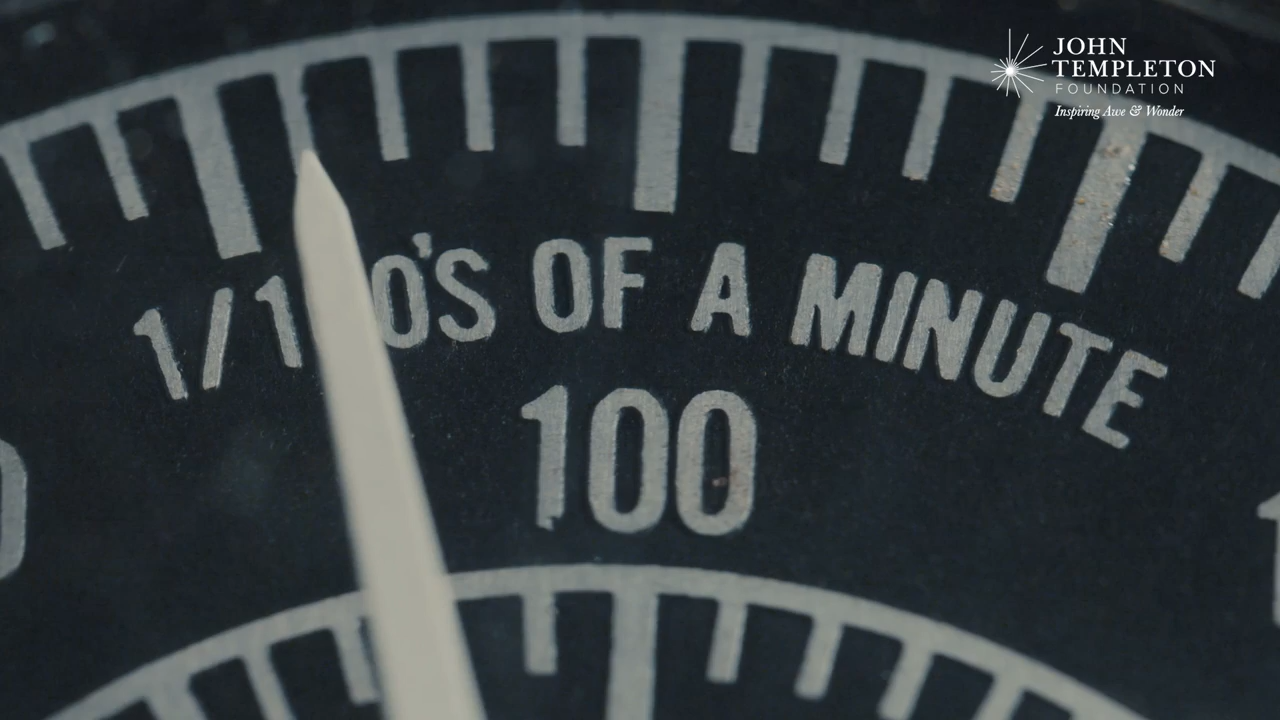 JOHN
TEMPLETON
FOUNDATION
Inspiring Awe & Wonder
1/1 0'S OF A MINUTE
100